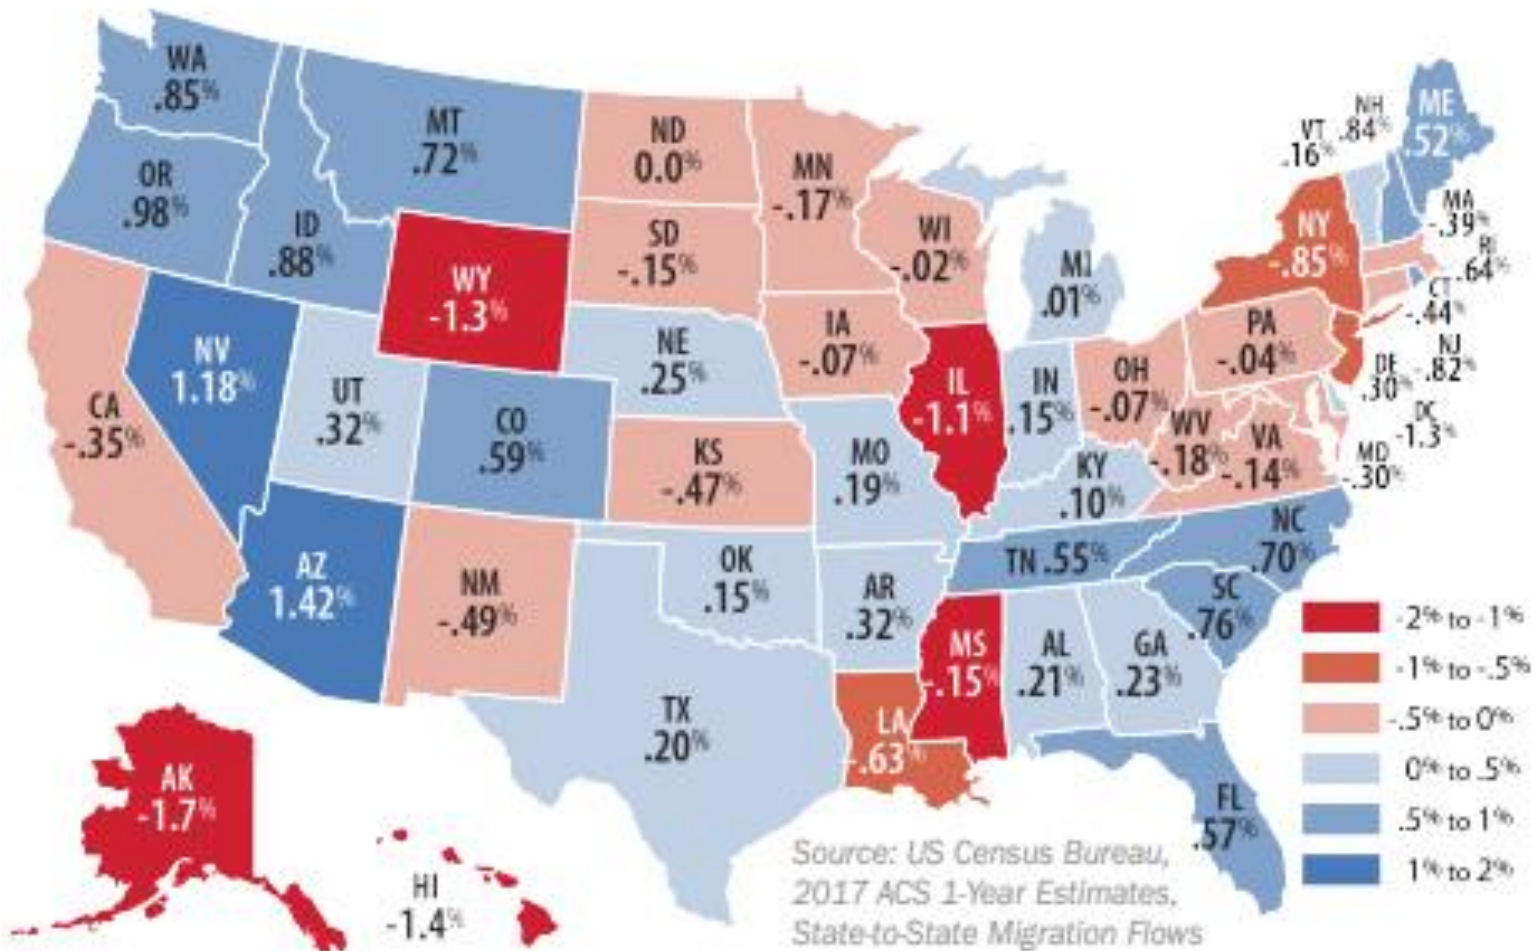 WA
.85%
OR
.98%
MT
.72%
ID
.88%
WY
-1.3%
ND
0.0%
SD
-.15%
MN
-.17%
WI
-.02%
MI
.01%
VT
.16%
NH
.84%
ME
.52%
NY
-.85%
MA
-.39%
RI
.64%
CT
-.44%
NJ
-.82%
DE
.30%
DC
-1.3%
MD
-.30%
PA
-.04%
CA
-.35%
NV
1.18%
UT
.32%
CO
.59%
NE
.25%
IA
-.07%
IL
-1.1%
IN
.15%
OH
-.07%
WV
-.18%
VA
-.14%
KS
-.47%
MO
.19%
KY
.10%
NC
.70%
TN .55%
SC
.76%
AZ
1.42%
NM
-.49%
OK
.15%
AR
.32%
MS
-.15%
AL
.21%
GA
.23%
TX
.20%
LA
-.63%
FL
.57%
AK
-1.7%
HI
-1.4%
-2% to -1%
-1% to -.5%
-.5% to 0%
0% to .5%
.5% to 1%
1% to 2%
Source: US Census Bureau,
2017 ACS 1-Year Estimates,
State-to-State Migration Flows